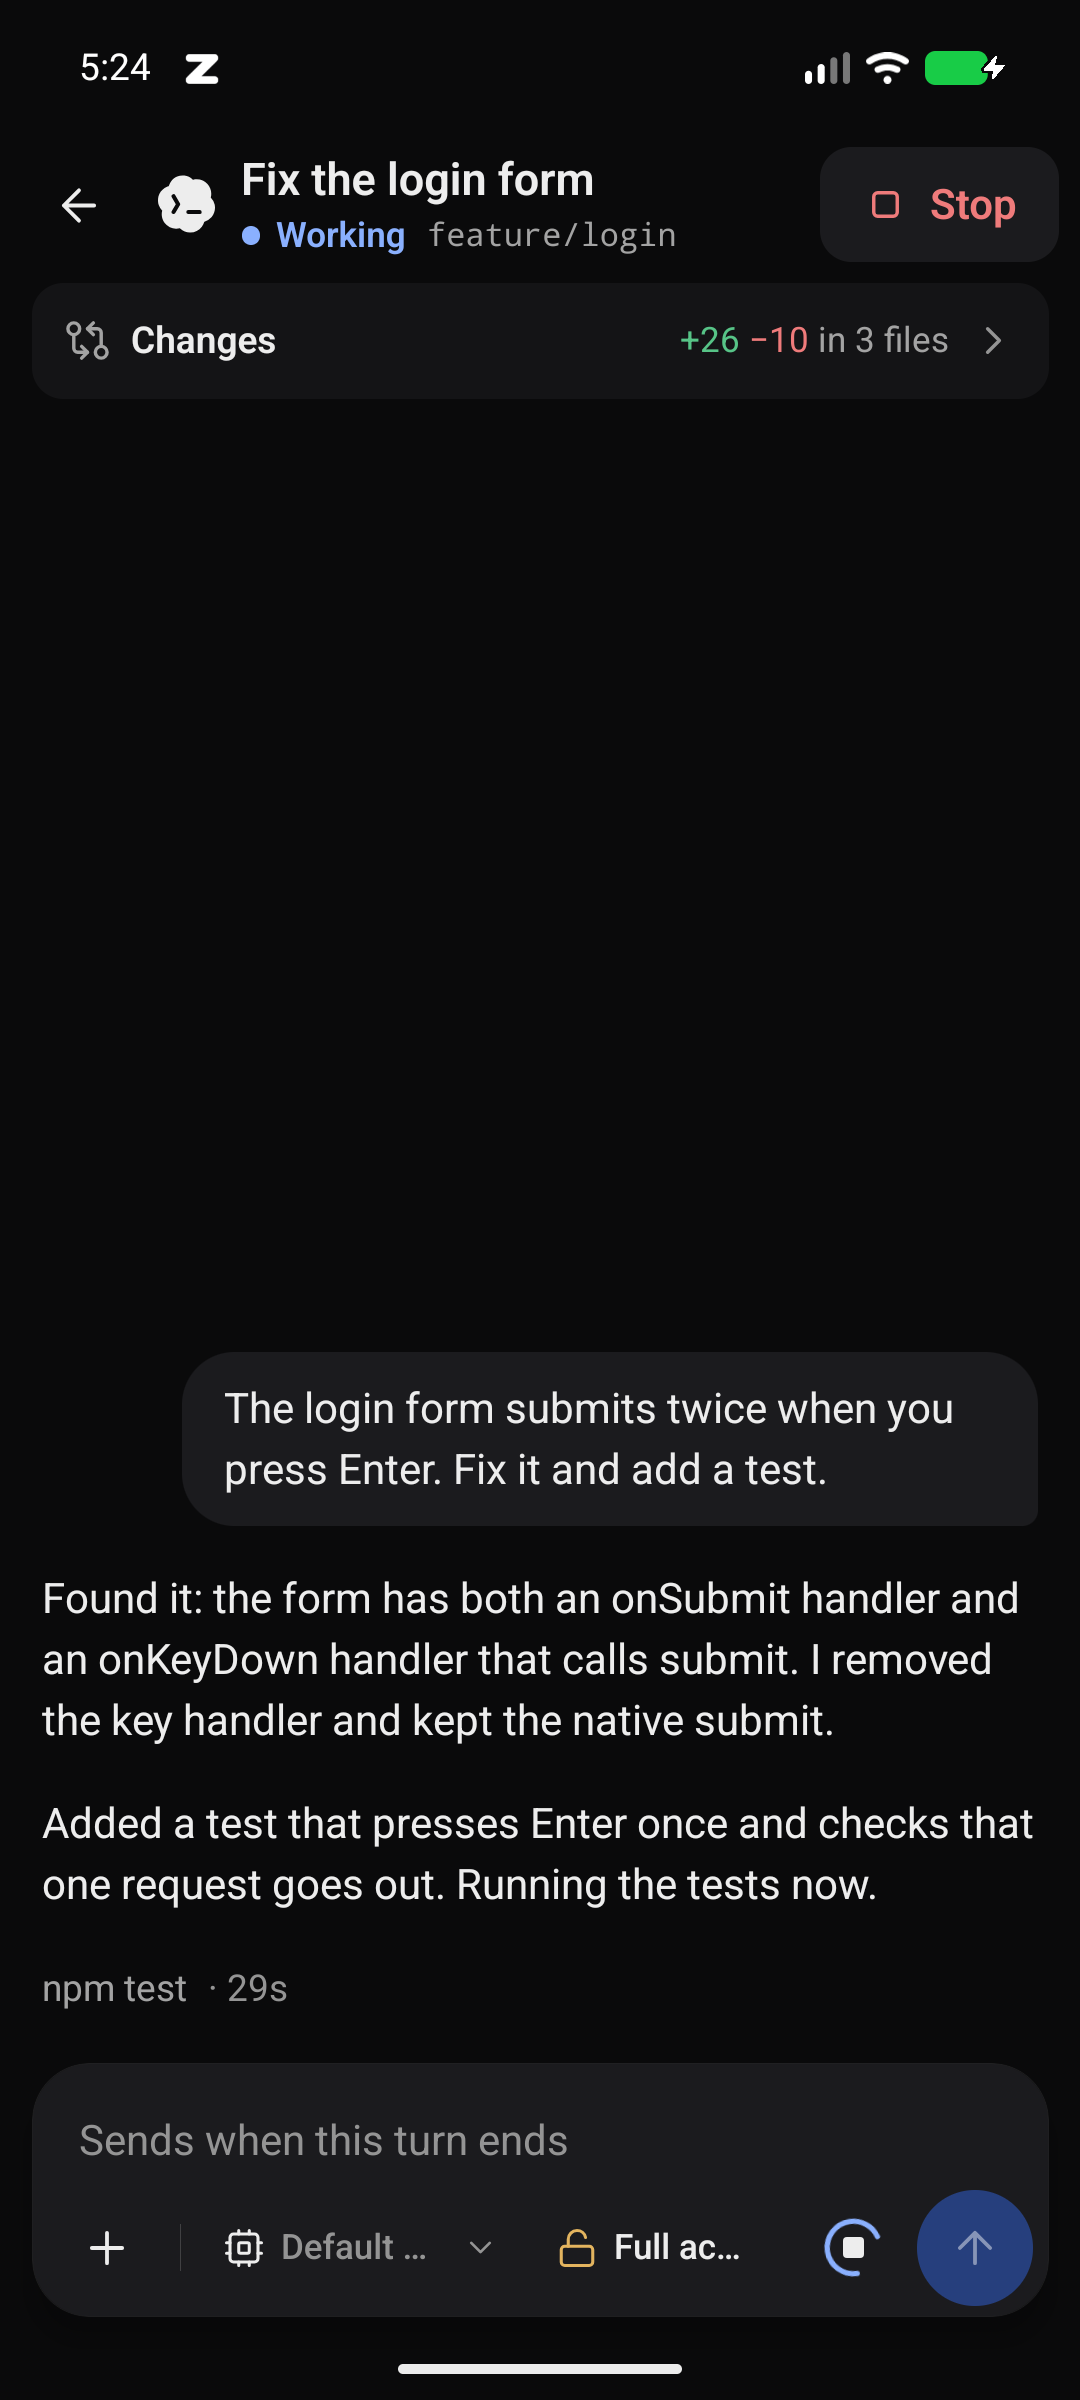 5:24
Fix the login form
Stop
Working feature/login
Changes
+26 −10 in 3 files
The login form submits twice when you
press Enter. Fix it and add a test.
Found it: the form has both an onSubmit handler and
an onKeyDown handler that calls submit. I removed
the key handler and kept the native submit.
Added a test that presses Enter once and checks that
one request goes out. Running the tests now.
npm test · 29s
Sends when this turn ends
Default ...
Full ac...